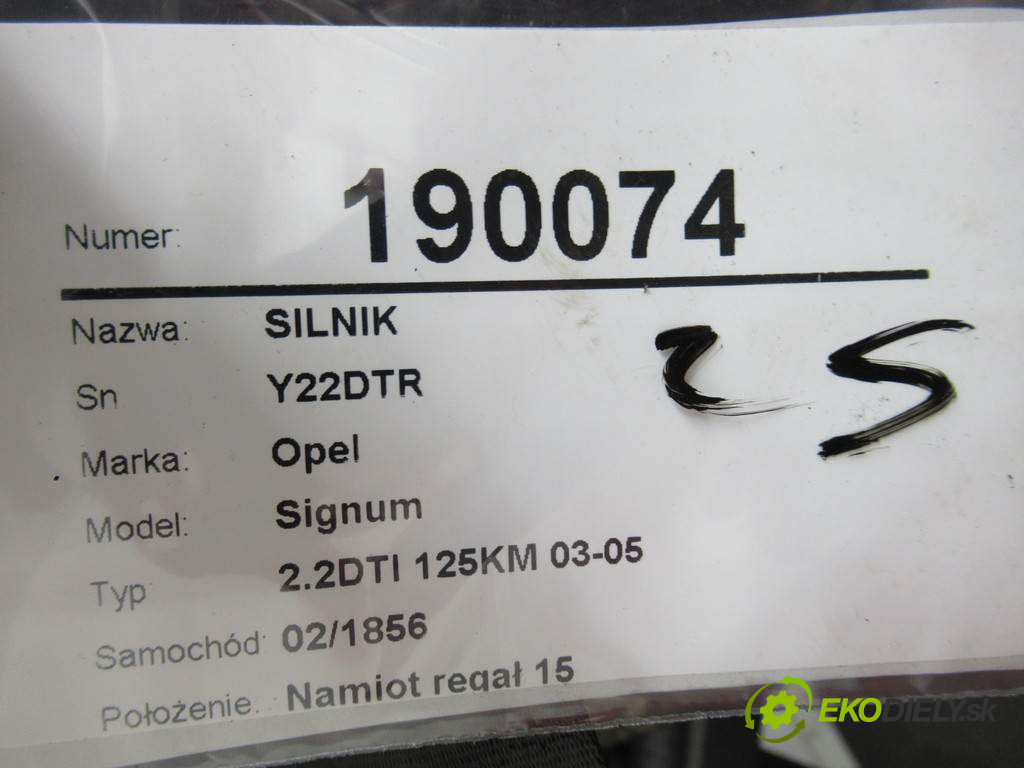 Numer: 190074
Nazwa: SILNIK
Sn Y22DTR
25
Marka: Opel
Model: Signum
Typ 2.2DTI 125KM 03-05
Samochód: 02/1856
Położenie: Namiot regał 15
EKODIELY.sk